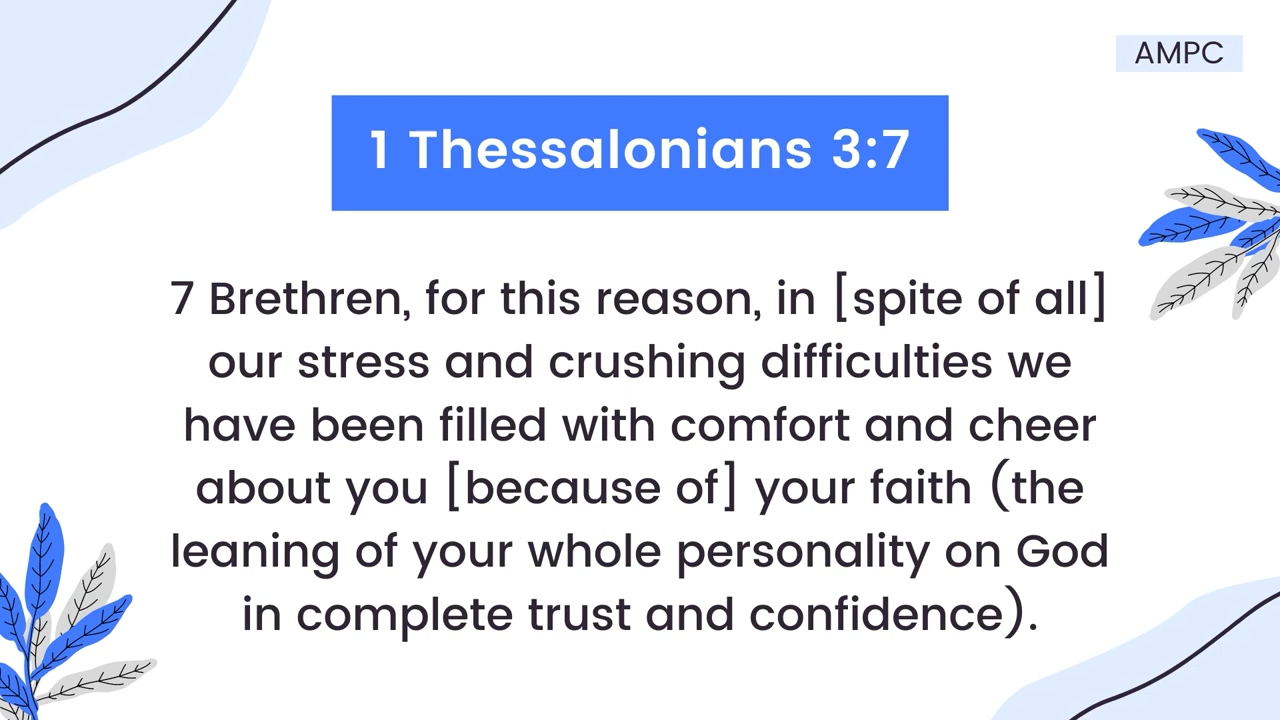 AMPC
1 Thessalonians 3:7
7 Brethren, for this reason, in [spite of all]
our stress and crushing difficulties we
have been filled with comfort and cheer
about you [because of] your faith (the
leaning of your whole personality on God
in complete trust and confidence).